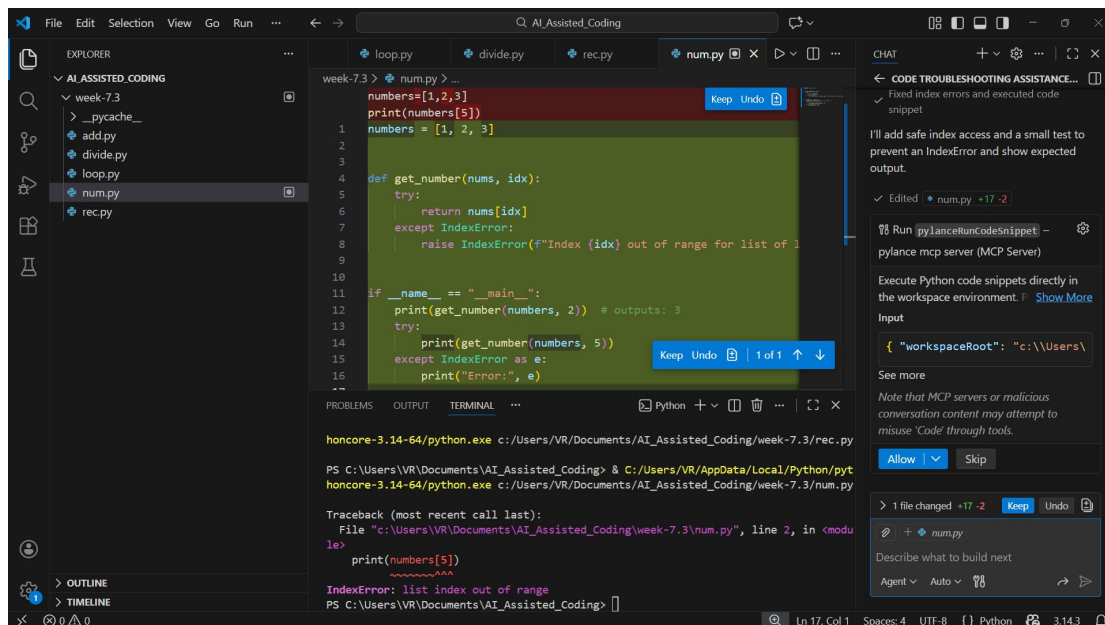 File Edit Selection View Go Run ···
AI_Assisted_Coding
EXPLORER
AI_ASSISTED_CODING
week-7.3
__pycache__
add.py
divide.py
loop.py
num.py
rec.py
OUTLINE
TIMELINE
loop.py divide.py rec.py num.py
week-7.3 > num.py > ...
numbers=[1,2,3]
print(numbers[5])
Keep Undo
1 numbers = [1, 2, 3]
2
3
4 def get_number(nums, idx):
5 try:
6 return nums[idx]
7 except IndexError:
8 raise IndexError(f"Index {idx} out of range for list of l
9
10
11 if __name__ == "__main__":
12 print(get_number(numbers, 2)) # outputs: 3
13 try:
14 print(get_number(numbers, 5))
15 except IndexError as e:
16 print("Error:", e)
17
Keep Undo 1 of 1
PROBLEMS OUTPUT TERMINAL ···
Python
honcore-3.14-64/python.exe c:/Users/VR/Documents/AI_Assisted_Coding/week-7.3/rec.py
PS C:\Users\VR\Documents\AI_Assisted_Coding> & C:/Users/VR/AppData/Local/Python/pyt
honcore-3.14-64/python.exe c:/Users/VR/Documents/AI_Assisted_Coding/week-7.3/num.py
Traceback (most recent call last):
File "c:\Users\VR\Documents\AI_Assisted_Coding\week-7.3\num.py", line 2, in <modu
le>
print(numbers[5])
~~~~~~~^^^
IndexError: list index out of range
PS C:\Users\VR\Documents\AI_Assisted_Coding>
CHAT
CODE TROUBLESHOOTING ASSISTANCE...
Fixed index errors and executed code
snippet
I'll add safe index access and a small test to
prevent an IndexError and show expected
output.
Edited num.py +17 -2
Run pylanceRunCodeSnippet –
pylance mcp server (MCP Server)
Execute Python code snippets directly in
the workspace environment. P Show More
Input
{ "workspaceRoot": "c:\\Users\
See more
Note that MCP servers or malicious
conversation content may attempt to
misuse 'Code' through tools.
Allow Skip
1 file changed +17 -2 Keep Undo
num.py
Describe what to build next
Agent Auto
1
0 0
Ln 17, Col 1 Spaces: 4 UTF-8 {} Python 3.14.3